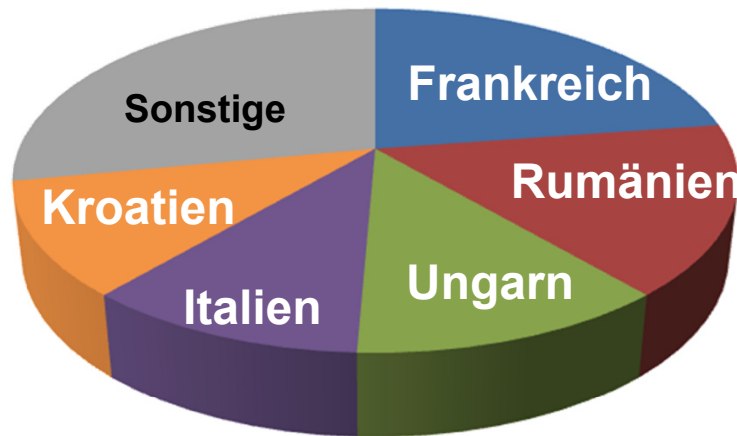 Frankreich
Sonstige
Rumänien
Kroatien
Ungarn
Italien